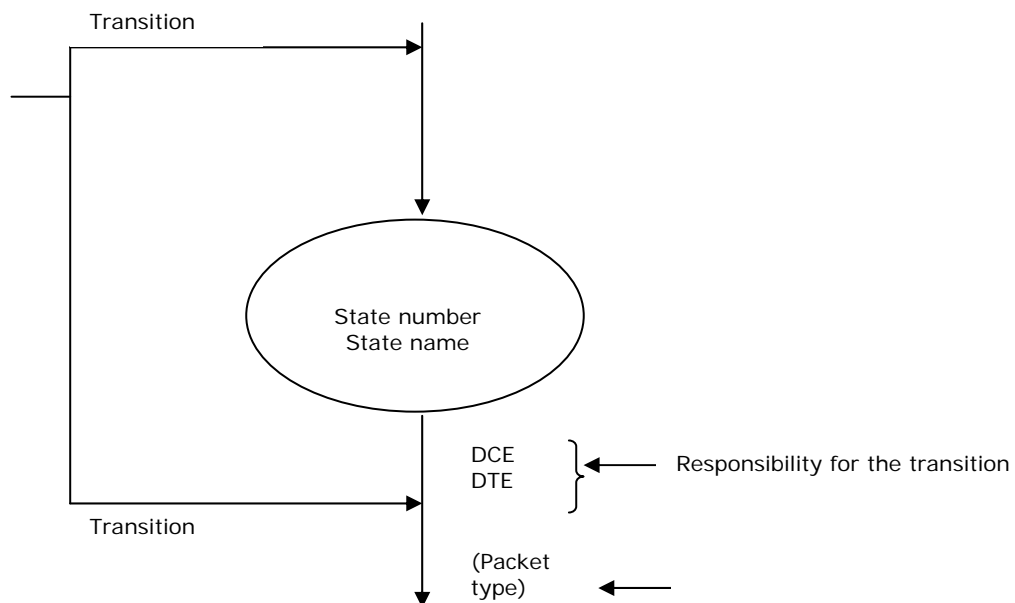 Transition
State number
State name
DCE
DTE
Responsibility for the transition
Transition
(Packet
type)